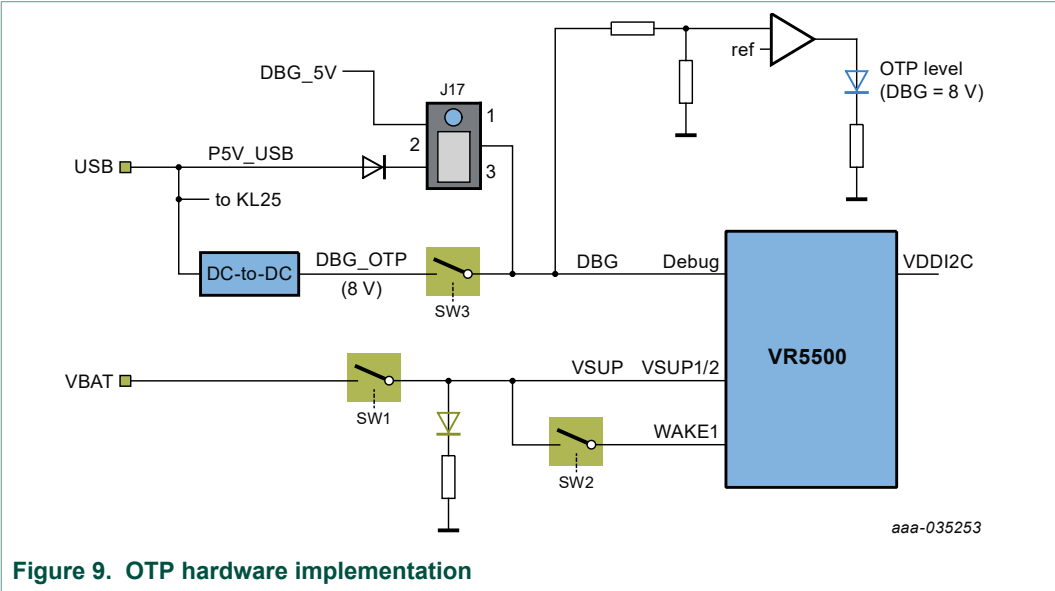 ref
OTP level
(DBG = 8 V)
DBG_5V
J17
1
2
3
USB
P5V_USB
to KL25
DC-to-DC
DBG_OTP
(8 V)
SW3
DBG
Debug
VDDI2C
VR5500
VBAT
SW1
VSUP
VSUP1/2
SW2
WAKE1
aaa-035253
Figure 9. OTP hardware implementation